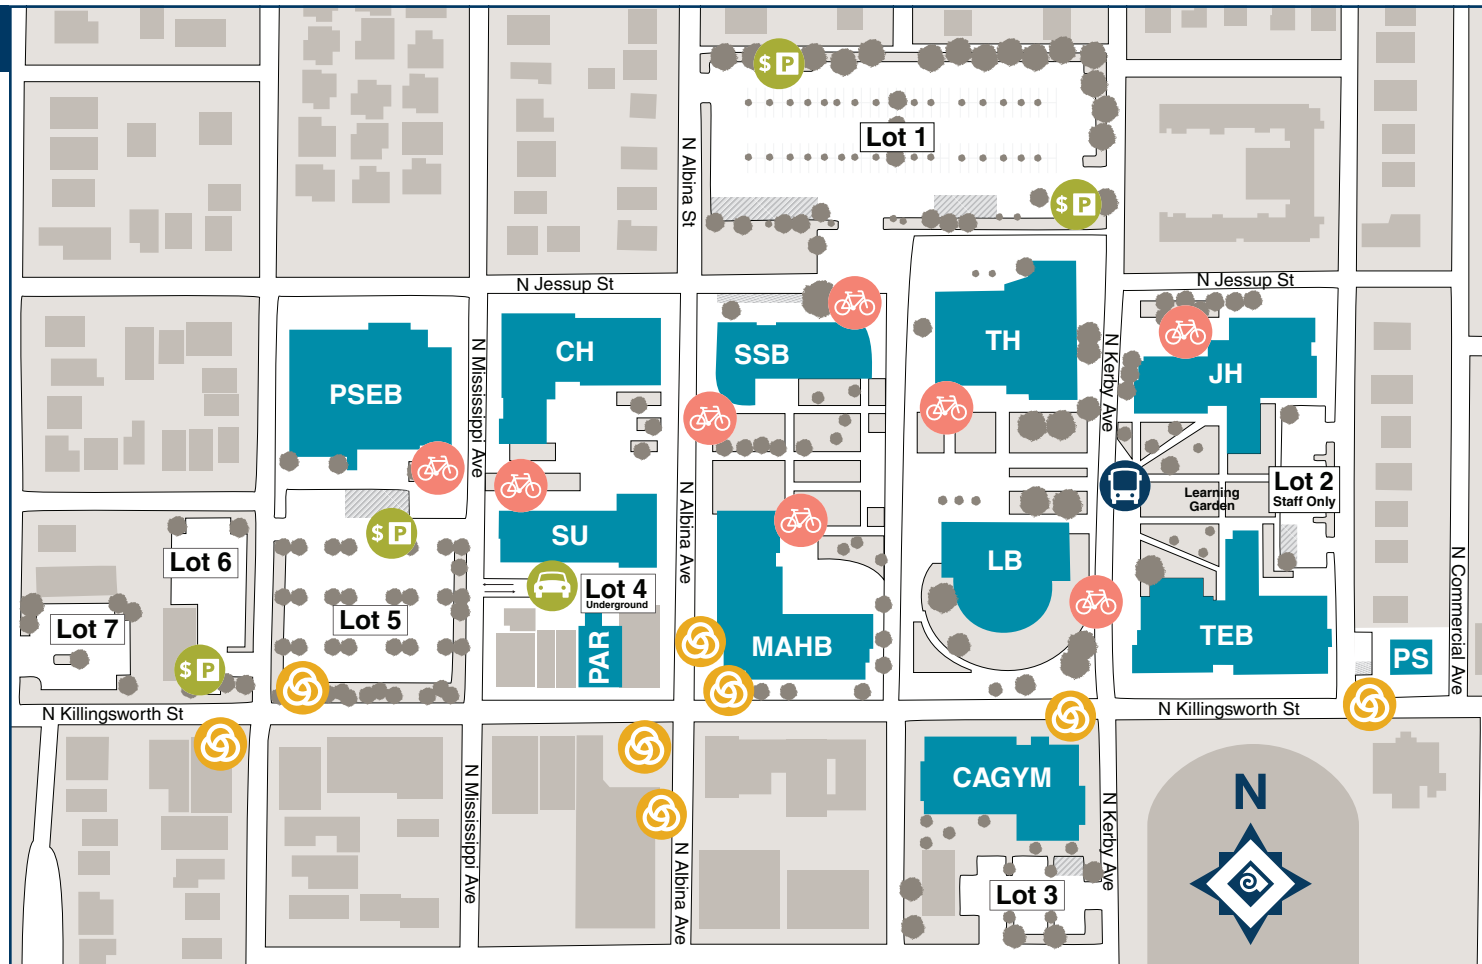 $ P
Lot 1
N Albina St
$ P
N Jessup St
N Jessup St
PSEB
N Mississippi Ave
CH
SSB
TH
N Kerby Ave
JH
Lot 2
Staff Only
Learning
Garden
$ P
SU
N Albina Ave
LB
Lot 6
Lot 4
Underground
Lot 5
Lot 7
PAR
MAHB
TEB
PS
N Commercial Ave
$ P
N Killingsworth St
N Killingsworth St
N Mississippi Ave
N Albina Ave
CAGYM
N Kerby Ave
N
Lot 3